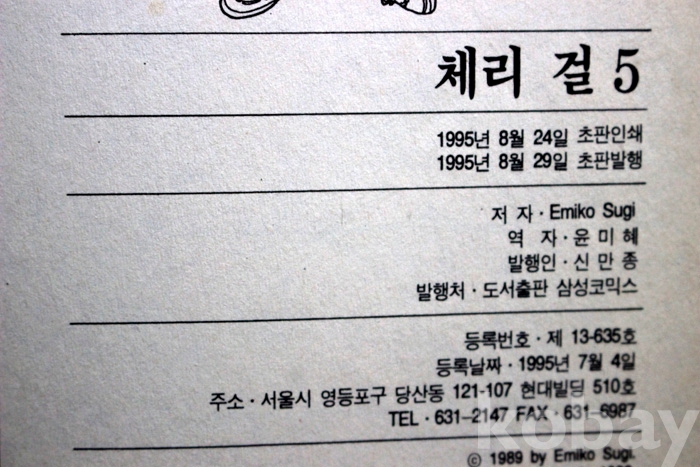 체리 걸 5
1995년 8월 24일 초판인쇄
1995년 8월 29일 초판발행
저 자 · Emiko Sugi
역 자 · 윤 미 혜
발행인 · 신 만 종
발행처 · 도서출판 삼성코믹스
등록번호 · 제 13-635호
등록날짜 · 1995년 7월 4일
주소 · 서울시 영등포구 당산동 121-107 현대빌딩 510호
TEL · 631-2147 FAX · 631-6987
kobay
© 1989 by Emiko Sugi.